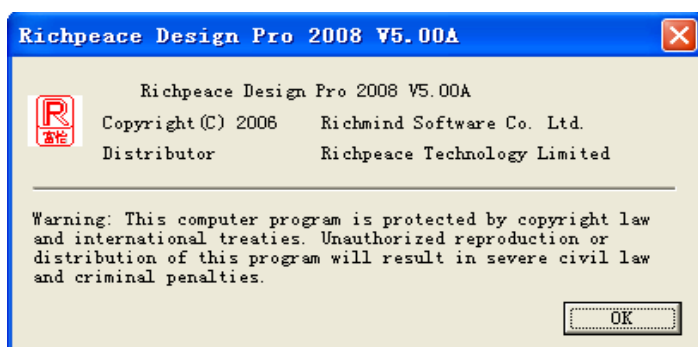 Richpeace Design Pro 2008 V5.00A
Richpeace Design Pro 2008 V5.00A
R
富怡
Copyright(C) 2006 Richmind Software Co. Ltd.
Distributor Richpeace Technology Limited
Warning: This computer program is protected by copyright law
and international treaties. Unauthorized reproduction or
distribution of this program will result in severe civil law
and criminal penalties.
OK